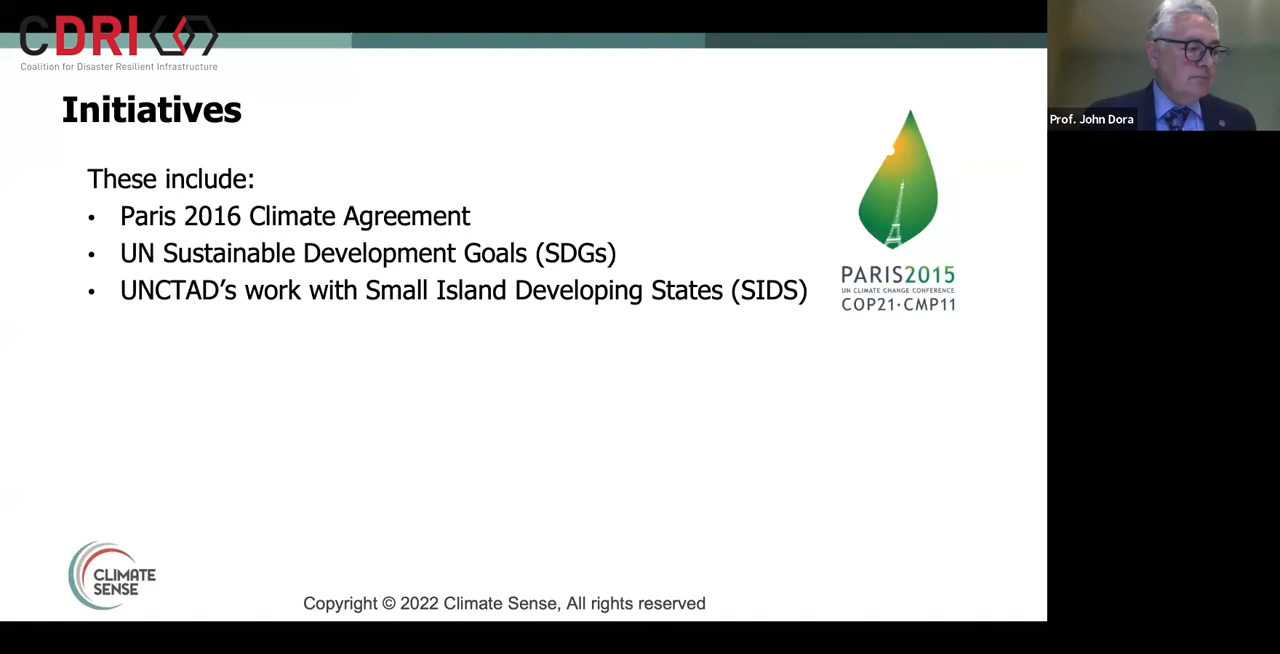 CDRI
Coalition for Disaster Resilient Infrastructure
Initiatives
These include:
• Paris 2016 Climate Agreement
• UN Sustainable Development Goals (SDGs)
• UNCTAD’s work with Small Island Developing States (SIDS)
PARIS2015
UN CLIMATE CHANGE CONFERENCE
COP21·CMP11
CLIMATE
SENSE
Copyright © 2022 Climate Sense, All rights reserved
Prof. John Dora